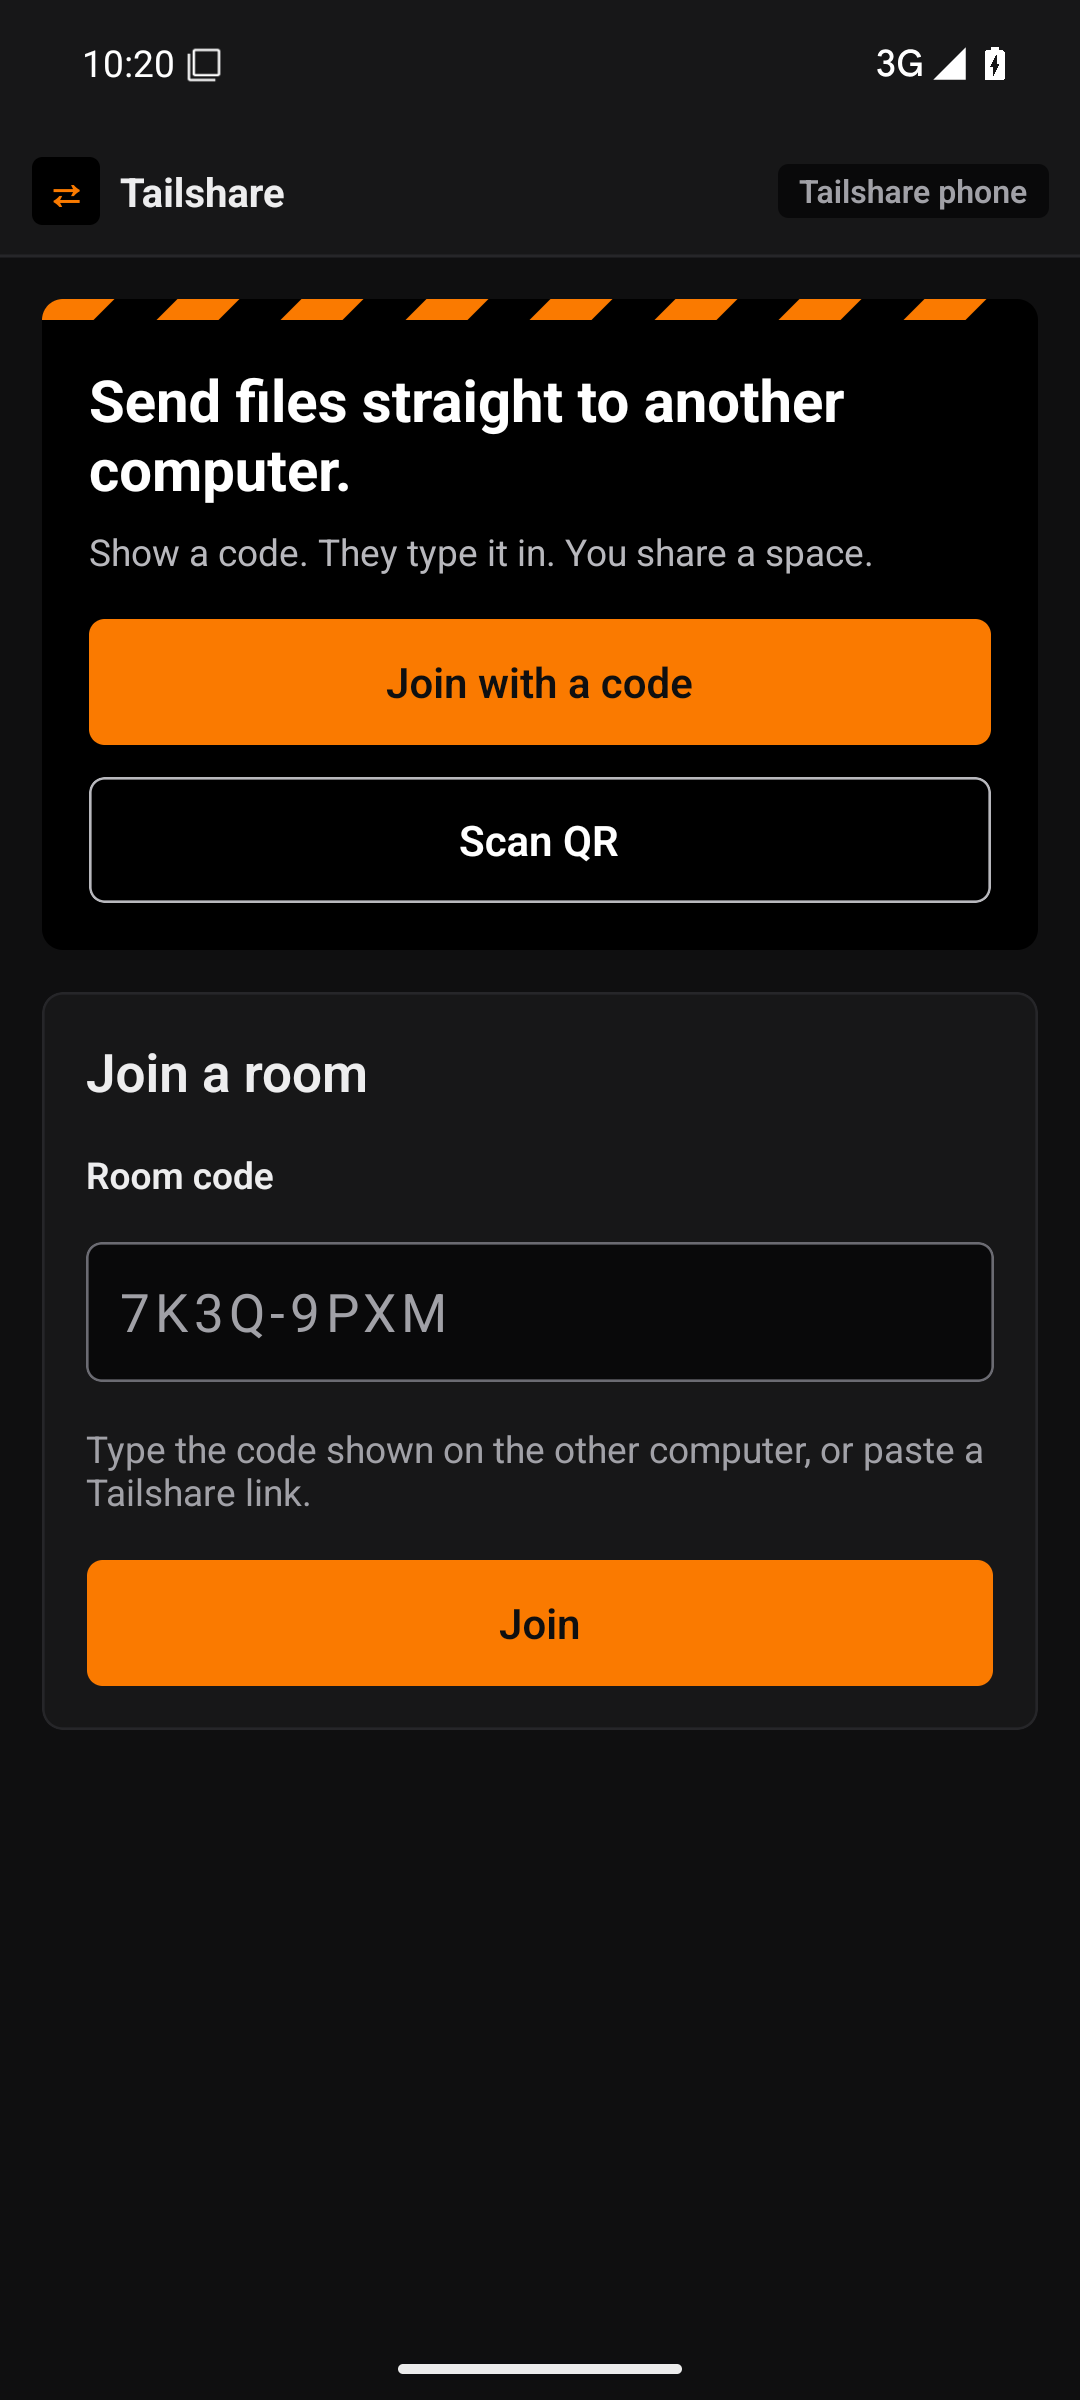 10:20
3G
Tailshare
Tailshare phone
Send files straight to another
computer.
Show a code. They type it in. You share a space.
Join with a code
Scan QR
Join a room
Room code
7K3Q-9PXM
Type the code shown on the other computer, or paste a
Tailshare link.
Join